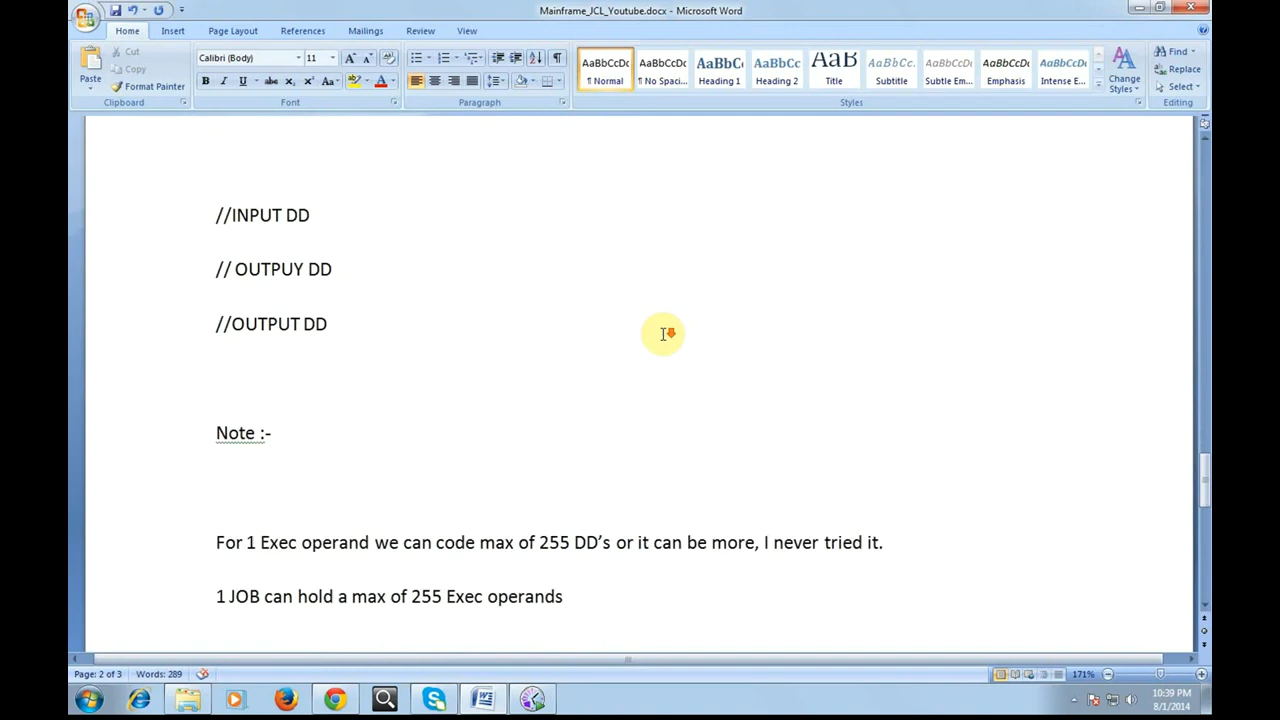 Mainframe_JCL_Youtube.docx - Microsoft Word
Home Insert Page Layout References Mailings Review View
Paste
Cut
Copy
Format Painter
Clipboard
Calibri (Body) 11
B I U abc x₂ x² Aa A
Font
Paragraph
AaBbCcDc AaBbCcDc AaBbC AaBbCc AaB AaBbCc. AaBbCcDc AaBbCcDc AaBbCcDc
¶ Normal ¶ No Spaci... Heading 1 Heading 2 Title Subtitle Subtle Em... Emphasis Intense E...
Change Styles
Styles
Find
Replace
Select
Editing
//INPUT DD
// OUTPUY DD
//OUTPUT DD
Note :-
For 1 Exec operand we can code max of 255 DD’s or it can be more, I never tried it.
1 JOB can hold a max of 255 Exec operands
Page: 2 of 3 Words: 289 171%
10:39 PM
8/1/2014